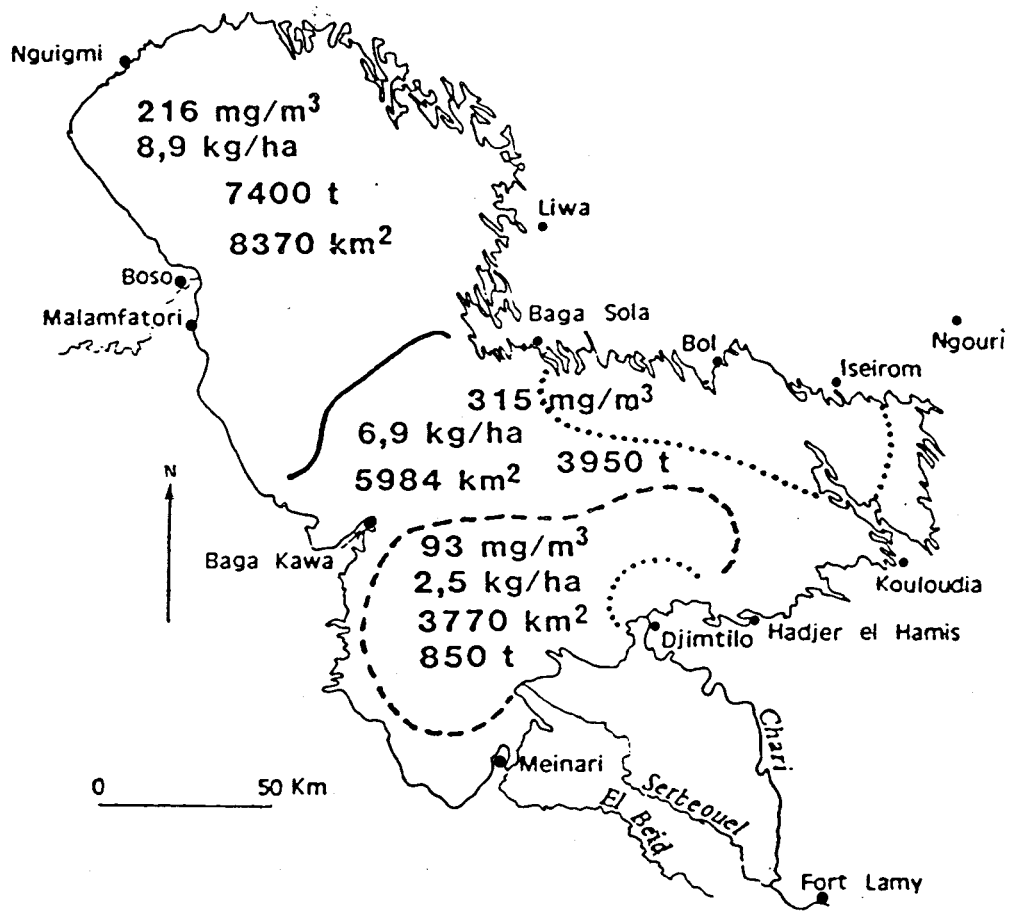 Nguigmi
216 mg/m³
8,9 kg/ha
7400 t
8370 km²
Liwa
Boso
Malamfatori
Baga Sola
Bol
Ngouri
Iseirom
315 mg/m³
6,9 kg/ha
3950 t
5984 km²
N
Baga Kawa
93 mg/m³
2,5 kg/ha
3770 km²
850 t
Kouloudia
Djimtilo
Hadjer el Hamis
Chari
Meinari
Serbeouel
El Beid
0 50 Km
Fort Lamy